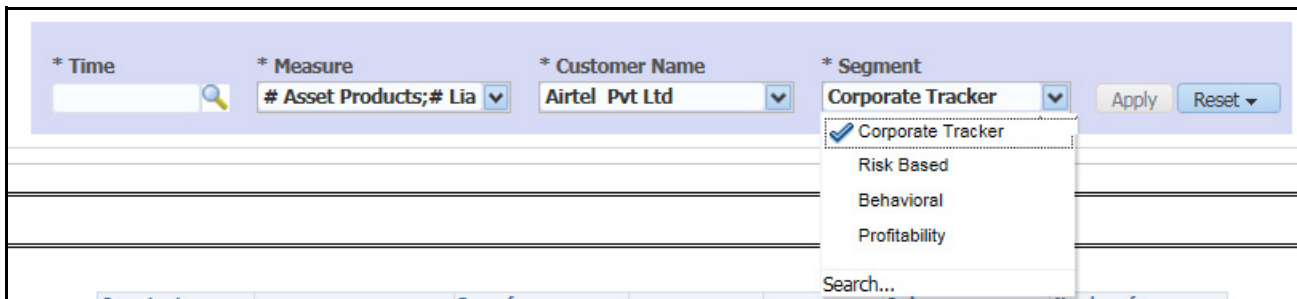 * Time * Measure * Customer Name * Segment
# Asset Products;# Lia Airtel Pvt Ltd Corporate Tracker Apply Reset
Corporate Tracker
Risk Based
Behavioral
Profitability
Search...